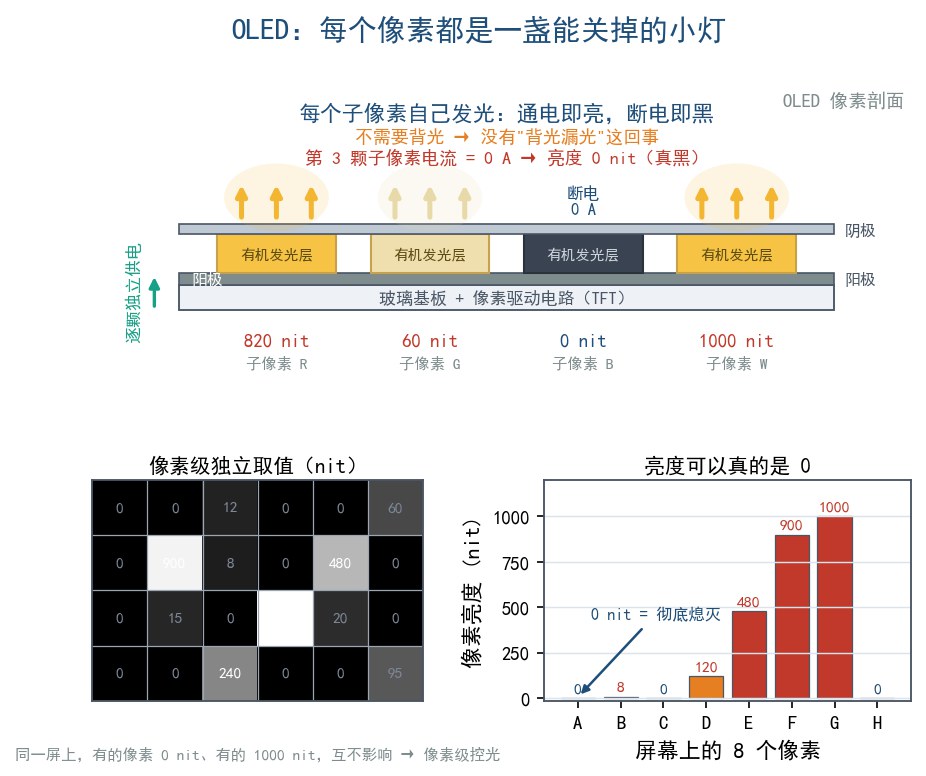 OLED: 每个像素都是一盏能关掉的小灯
OLED 像素剖面
每个子像素自己发光: 通电即亮, 断电即黑
不需要背光 → 没有"背光漏光"这回事
第 3 颗子像素电流 = 0 A → 亮度 0 nit（真黑）
断电
0 A
阴极
有机发光层 有机发光层 有机发光层 有机发光层
阳极 阳极
玻璃基板 + 像素驱动电路（TFT）
逐颗独立供电
820 nit 60 nit 0 nit 1000 nit
子像素 R 子像素 G 子像素 B 子像素 W
像素级独立取值（nit）
0 0 12 0 0 60
0 900 8 0 480 0
0 15 0 20 0
0 0 240 0 0 95
亮度可以真的是 0
像素亮度（nit）
1000
750
500
250
0
0 nit = 彻底熄灭
0 8 0 120 480 900 1000 0
A B C D E F G H
屏幕上的 8 个像素
同一屏上, 有的像素 0 nit、有的 1000 nit, 互不影响 → 像素级控光